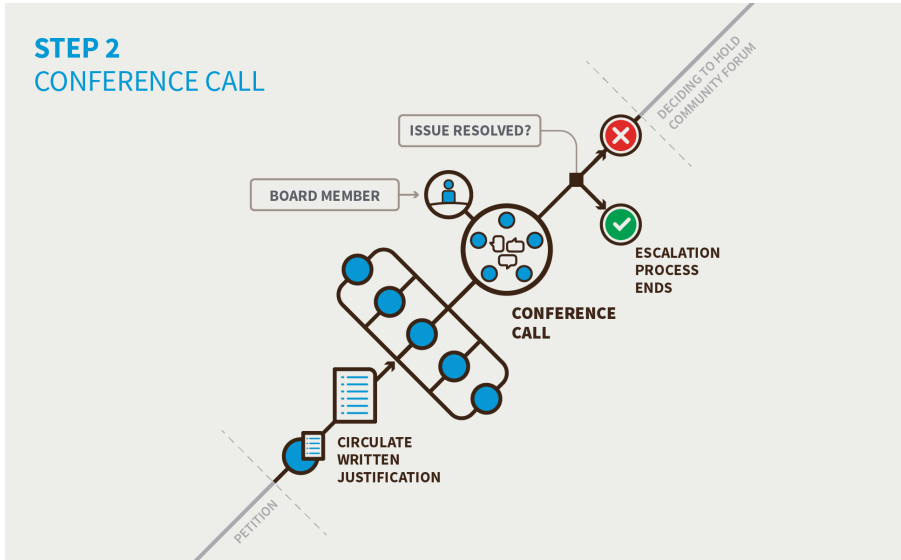 STEP 2
CONFERENCE CALL
DECIDING TO HOLD
COMMUNITY FORUM
ISSUE RESOLVED?
BOARD MEMBER
ESCALATION
PROCESS
ENDS
CONFERENCE
CALL
CIRCULATE
WRITTEN
JUSTIFICATION
PETITION